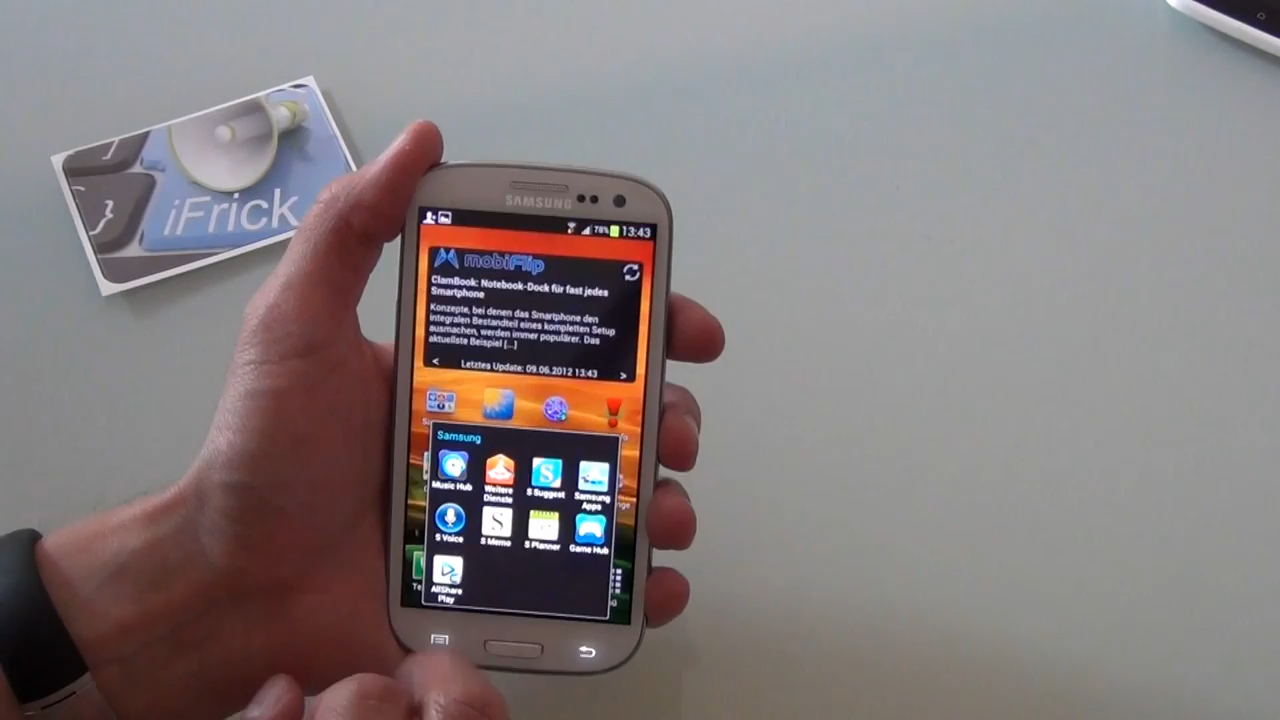 iFrick
SAMSUNG
78% 13:43
mobiFlip
ClamBook: Notebook-Dock für fast jedes
Smartphone
Konzepte, bei denen das Smartphone den
integralen Bestandteil eines kompletten Setup
ausmachen, werden immer populärer. Das
aktuellste Beispiel [...]
< Letztes Update: 09.06.2012 13:43 >
Samsung
Music Hub
Weitere
Dienste
S Suggest
Samsung
Apps
S Voice
S Memo
S Planner
Game Hub
AllShare
Play